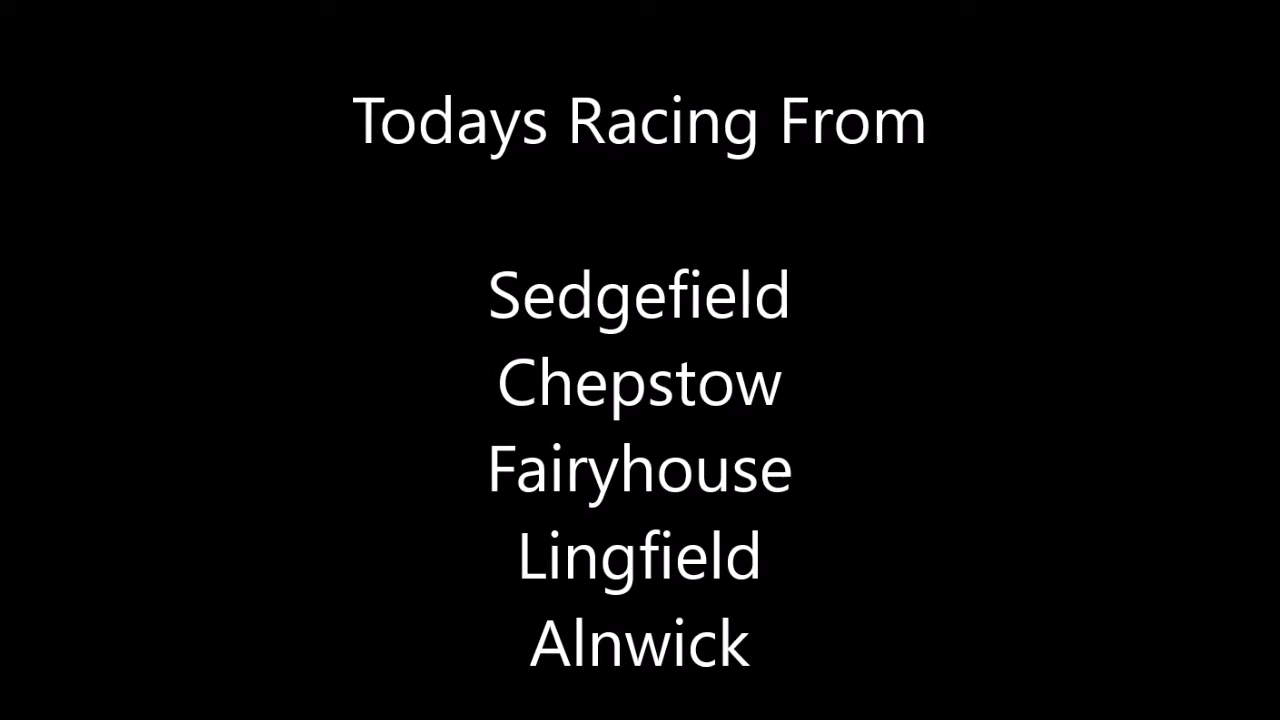 Todays Racing From
Sedgefield
Chepstow
Fairyhouse
Lingfield
Alnwick